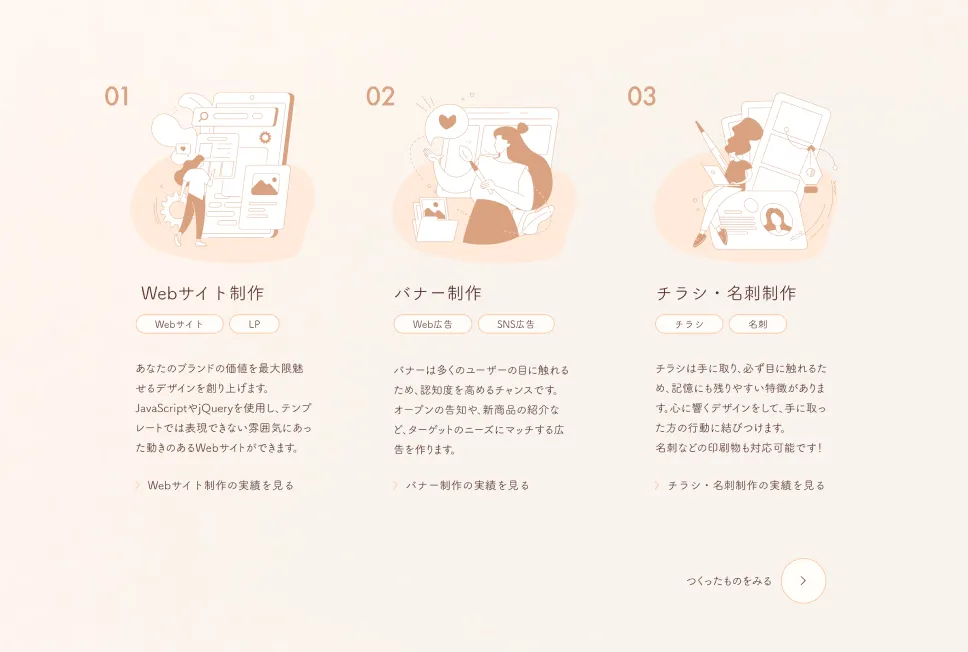 01
Webサイト制作
Webサイト
LP
あなたのブランドの価値を最大限魅
せるデザインを創り上げます。
JavaScriptやjQueryを使用し、テンプ
レートでは表現できない雰囲気にあっ
た動きのあるWebサイトができます。
Webサイト制作の実績を見る
02
バナー制作
Web広告
SNS広告
バナーは多くのユーザーの目に触れる
ため、認知度を高めるチャンスです。
オープンの告知や、新商品の紹介な
ど、ターゲットのニーズにマッチする広
告を作ります。
バナー制作の実績を見る
03
チラシ・名刺制作
チラシ
名刺
チラシは手に取り、必ず目に触れるた
め、記憶にも残りやすい特徴がありま
す。心に響くデザインをして、手に取っ
た方の行動に結びつけます。
名刺などの印刷物も対応可能です!
チラシ・名刺制作の実績を見る
つくったものをみる